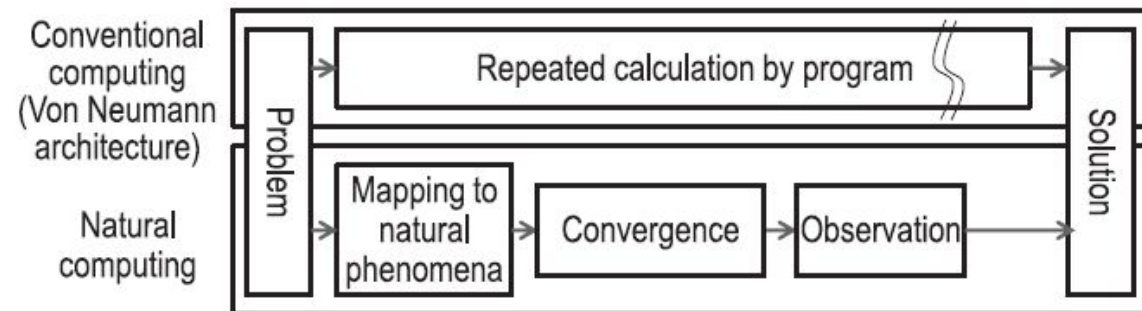 Conventional
computing
(Von Neumann
architecture)
Problem
Repeated calculation by program
Solution
Natural
computing
Mapping to
natural
phenomena
Convergence
Observation